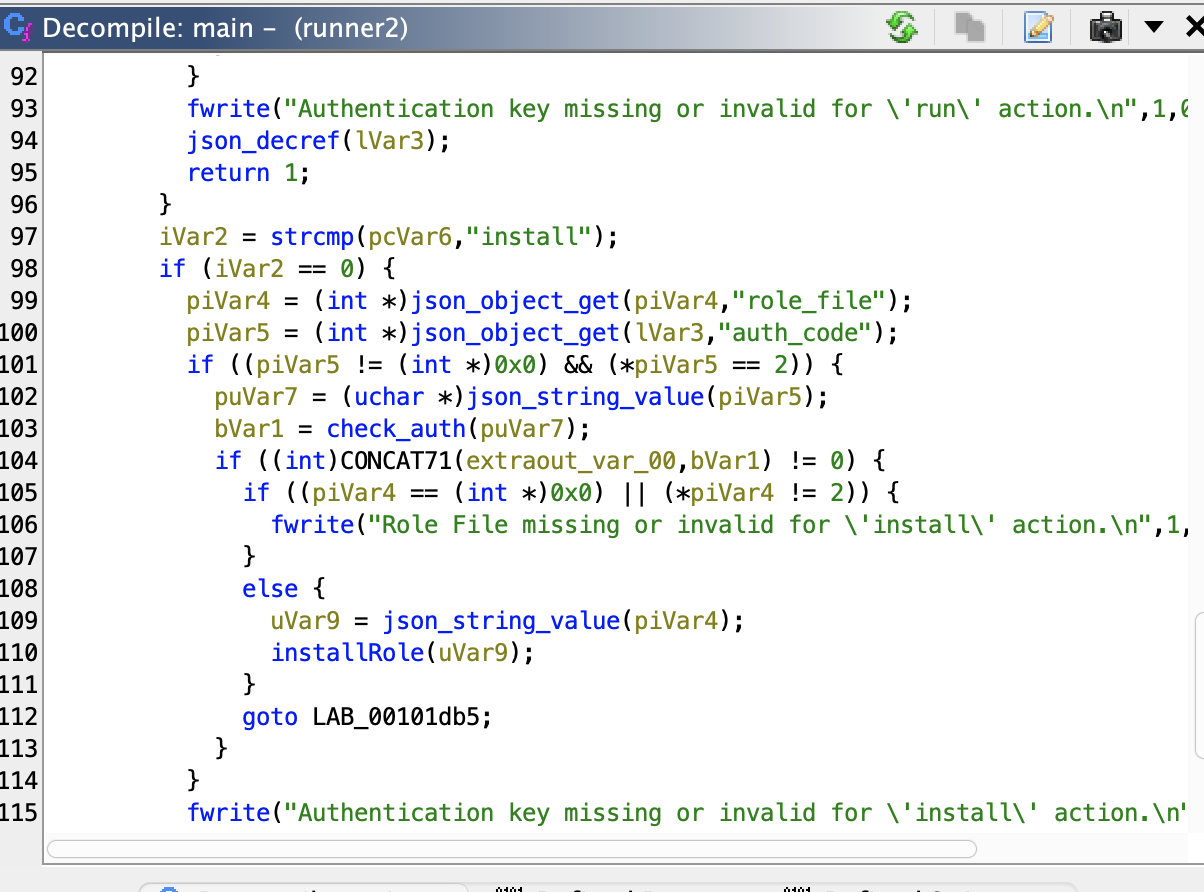 Decompile: main – (runner2)
92 }
93 fwrite("Authentication key missing or invalid for \'run\' action.\n",1,
94 json_decref(lVar3);
95 return 1;
96 }
97 iVar2 = strcmp(pcVar6,"install");
98 if (iVar2 == 0) {
99 piVar4 = (int *)json_object_get(piVar4,"role_file");
100 piVar5 = (int *)json_object_get(lVar3,"auth_code");
101 if ((piVar5 != (int *)0x0) && (*piVar5 == 2)) {
102 puVar7 = (uchar *)json_string_value(piVar5);
103 bVar1 = check_auth(puVar7);
104 if ((int)CONCAT71(extraout_var_00,bVar1) != 0) {
105 if ((piVar4 == (int *)0x0) || (*piVar4 != 2)) {
106 fwrite("Role File missing or invalid for \'install\' action.\n",1,
107 }
108 else {
109 uVar9 = json_string_value(piVar4);
110 installRole(uVar9);
111 }
112 goto LAB_00101db5;
113 }
114 }
115 fwrite("Authentication key missing or invalid for \'install\' action.\n"